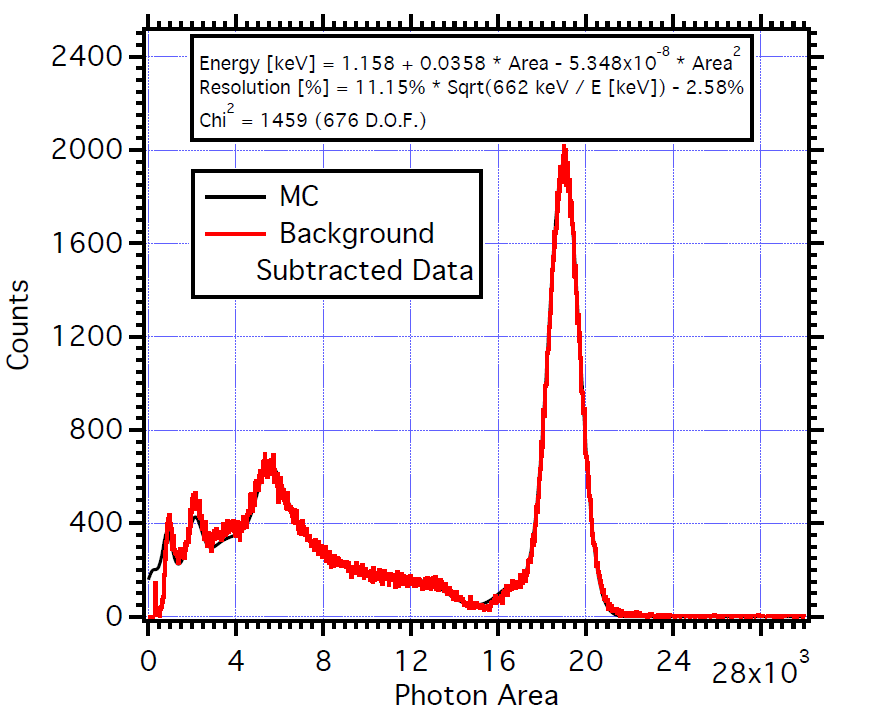 2400
2000
1600
1200
800
400
0
Counts
Energy [keV] = 1.158 + 0.0358 * Area - 5.348x10⁻⁸ * Area²
Resolution [%] = 11.15% * Sqrt(662 keV / E [keV]) - 2.58%
Chi² = 1459 (676 D.O.F.)
MC
Background
Subtracted Data
0 4 8 12 16 20 24 28x10³
Photon Area